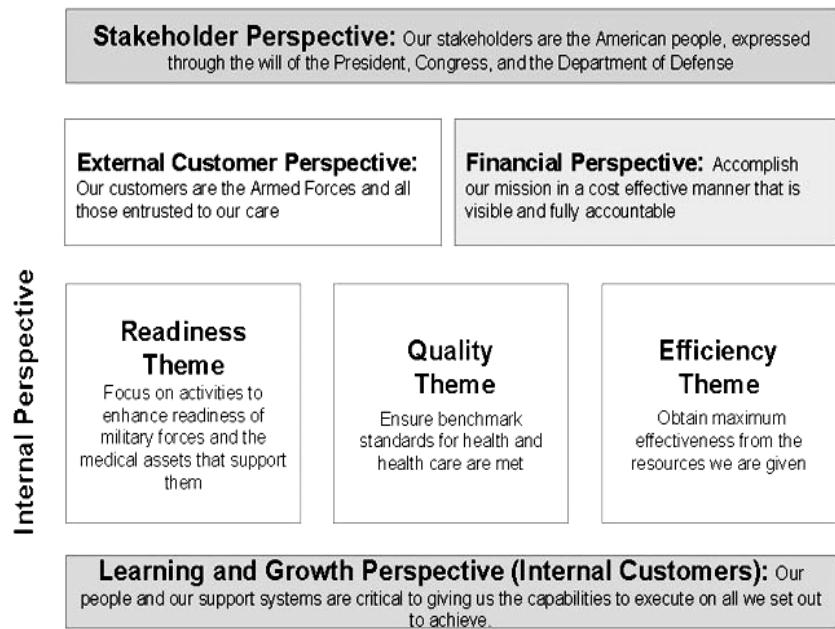 Stakeholder Perspective: Our stakeholders are the American people, expressed
through the will of the President, Congress, and the Department of Defense
External Customer Perspective:
Our customers are the Armed Forces and all
those entrusted to our care
Financial Perspective: Accomplish
our mission in a cost effective manner that is
visible and fully accountable
Internal Perspective
Readiness
Theme
Focus on activities to
enhance readiness of
military forces and the
medical assets that support
them
Quality
Theme
Ensure benchmark
standards for health and
health care are met
Efficiency
Theme
Obtain maximum
effectiveness from the
resources we are given
Learning and Growth Perspective (Internal Customers): Our
people and our support systems are critical to giving us the capabilities to execute on all we set out
to achieve.